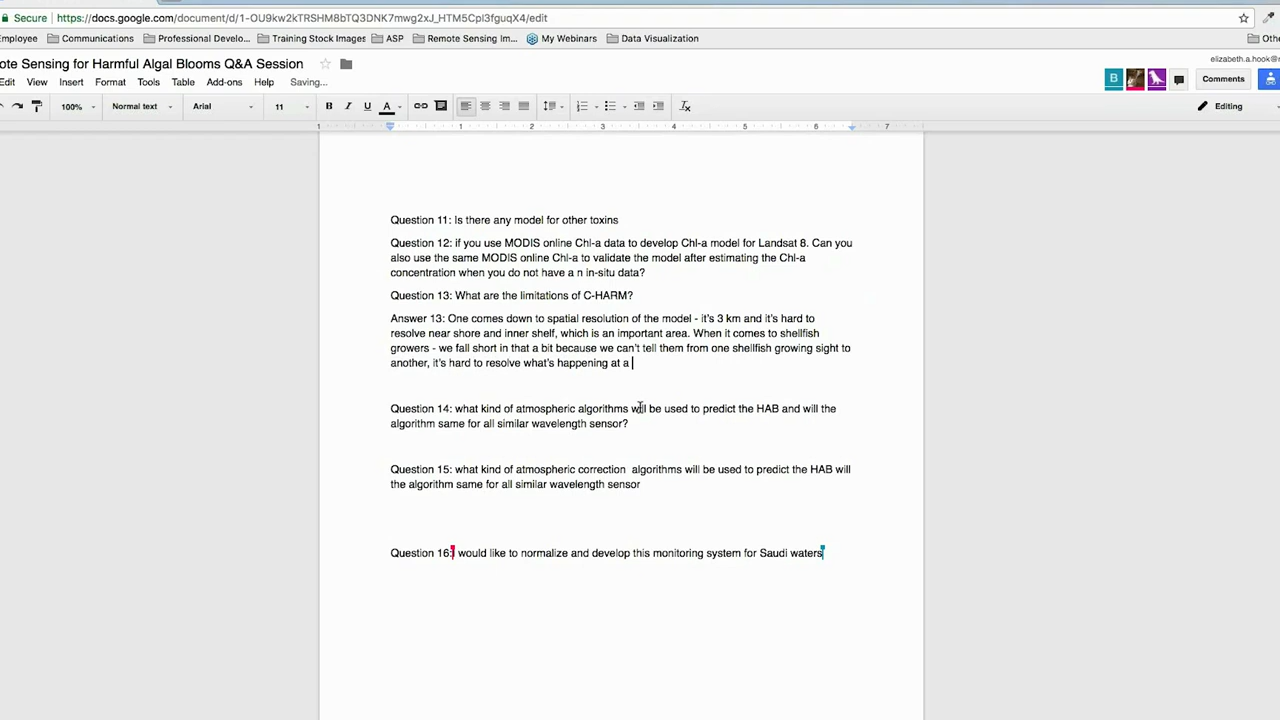 Secure https://docs.google.com/document/d/1-OU9kw2kTRSHM8bTQ3DNK7mwg2xJ_HTM5CpI3fguqX4/edit
mployee Communications Professional Develo... Training Stock Images ASP Remote Sensing Im... My Webinars Data Visualization Othe
ote Sensing for Harmful Algal Blooms Q&A Session elizabeth.a.hook@n
Edit View Insert Format Tools Table Add-ons Help Saving... Comments
100% Normal text Arial 11 B I U A Editing
1 1 2 3 4 5 6 7
Question 11: Is there any model for other toxins
Question 12: if you use MODIS online Chl-a data to develop Chl-a model for Landsat 8. Can you
also use the same MODIS online Chl-a to validate the model after estimating the Chl-a
concentration when you do not have a n in-situ data?
Question 13: What are the limitations of C-HARM?
Answer 13: One comes down to spatial resolution of the model - it's 3 km and it's hard to
resolve near shore and inner shelf, which is an important area. When it comes to shellfish
growers - we fall short in that a bit because we can't tell them from one shellfish growing sight to
another, it's hard to resolve what's happening at a
Question 14: what kind of atmospheric algorithms will be used to predict the HAB and will the
algorithm same for all similar wavelength sensor?
Question 15: what kind of atmospheric correction  algorithms will be used to predict the HAB will
the algorithm same for all similar wavelength sensor
Question 16: I would like to normalize and develop this monitoring system for Saudi waters